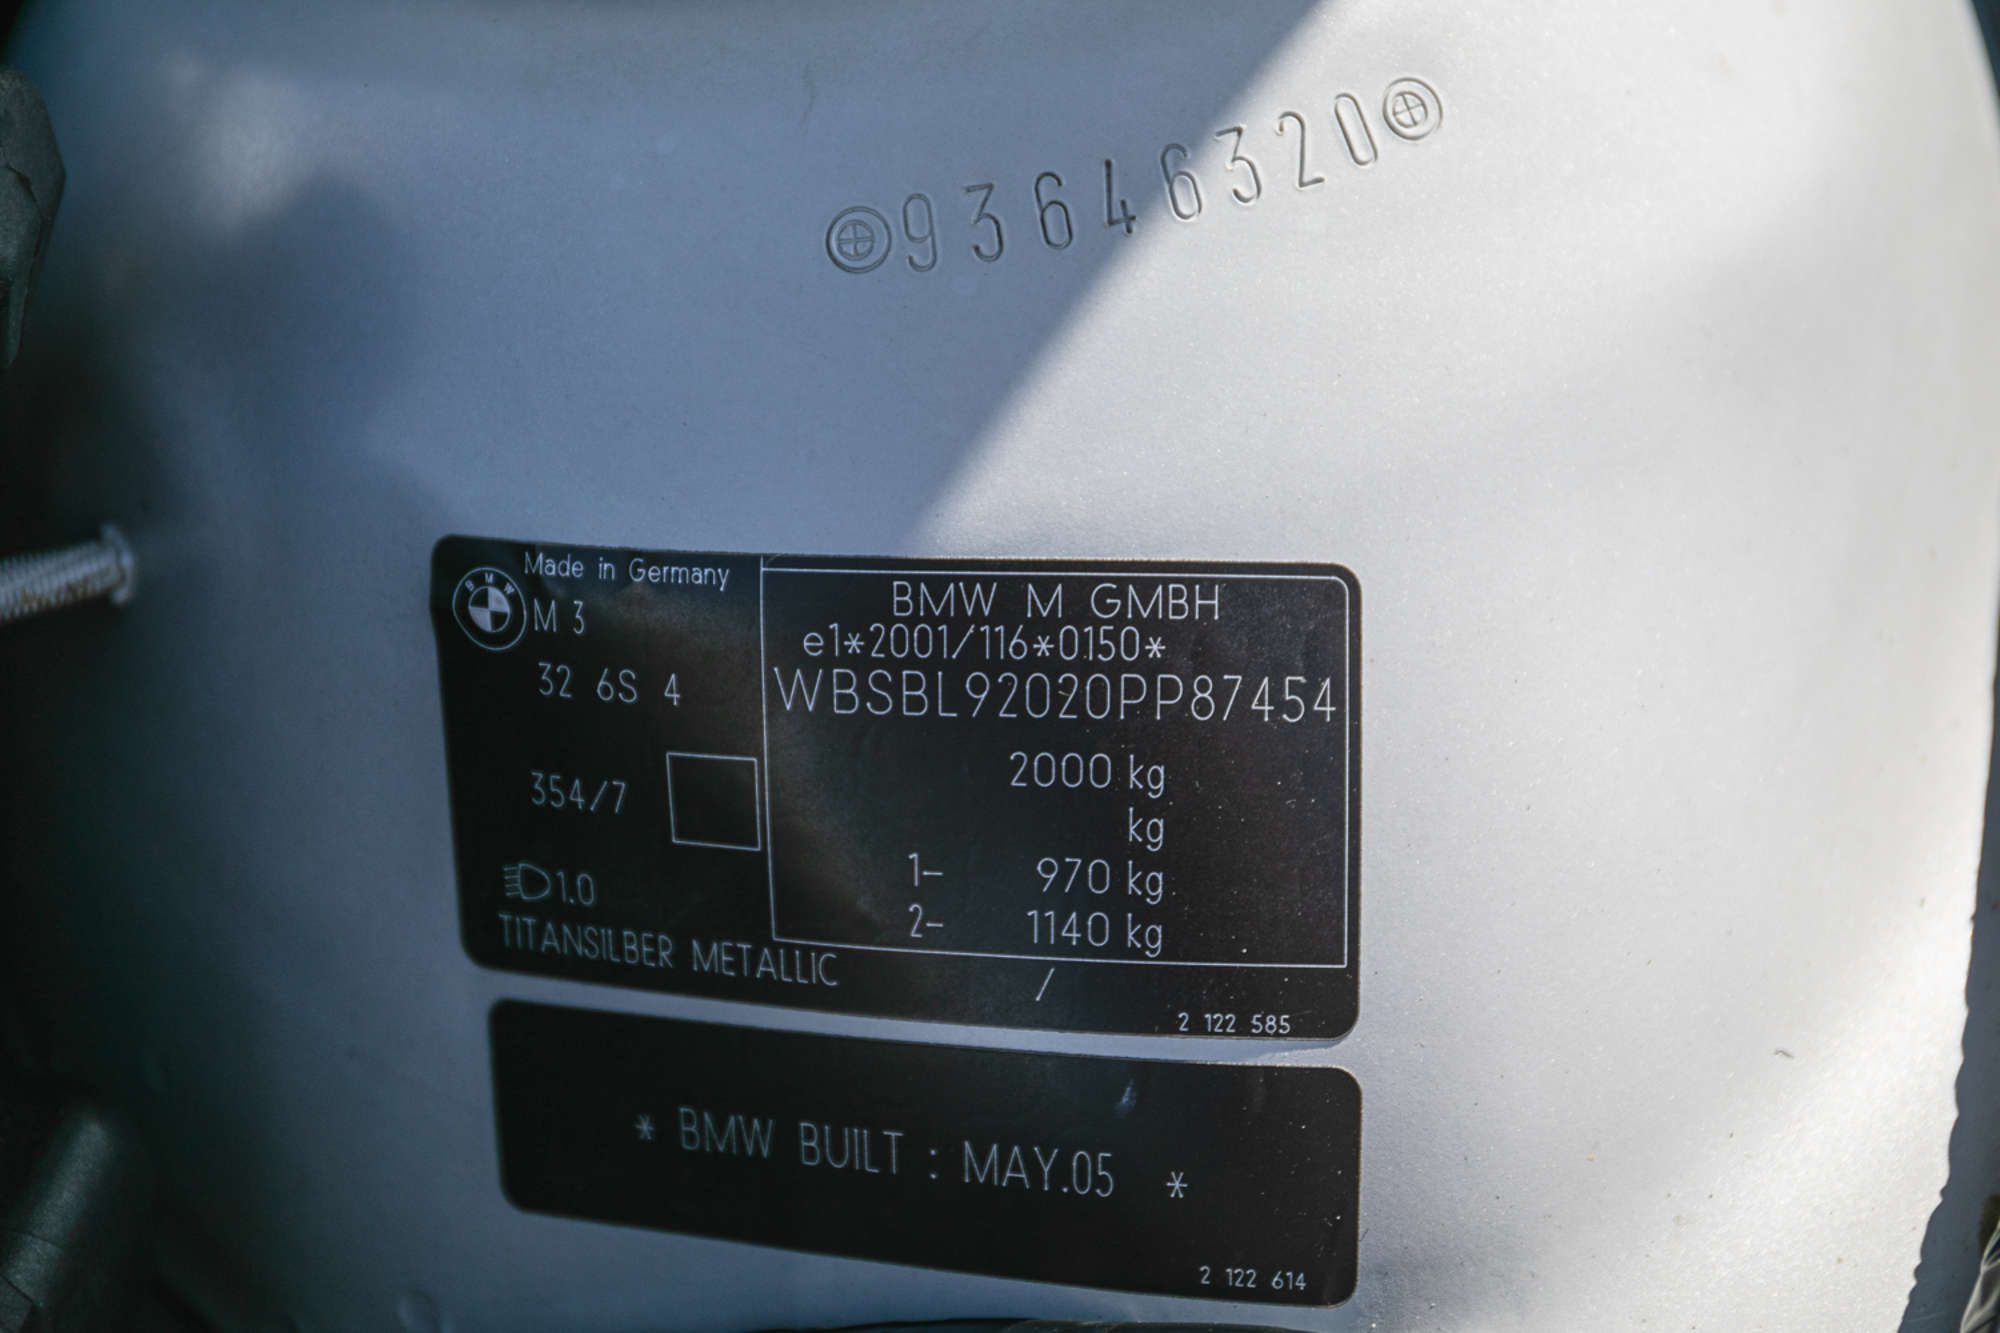 93646320
Made in Germany
BMW
M 3
32 6S 4
354/7
1.0
TITANSILBER METALLIC
BMW M GMBH
e1*2001/116*0150*
WBSBL92020PP87454
2000 kg
kg
1- 970 kg
2- 1140 kg
/
2 122 585
* BMW BUILT : MAY.05 *
2 122 614